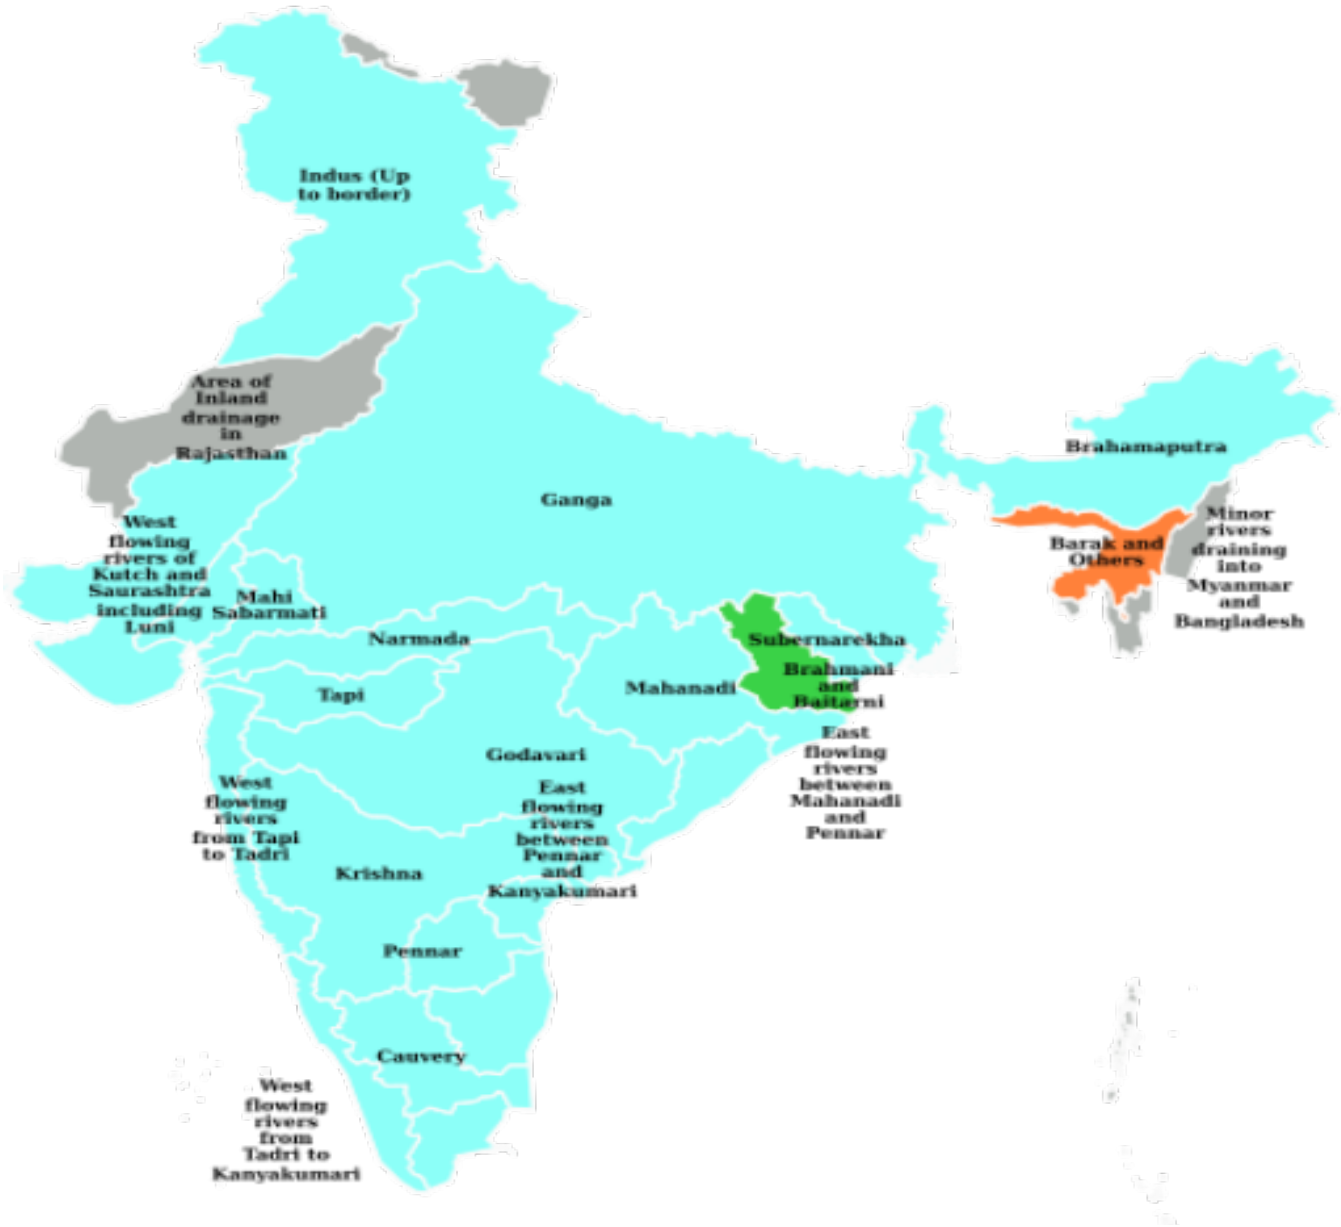 Indus (Up
to border)
Area of
Inland
drainage
in
Rajasthan
Brahamaputra
Ganga
West
flowing
rivers of
Kutch and
Saurashtra
including
Luni
Mahi
Sabarmati
Minor
rivers
draining
into
Myanmar
and
Bangladesh
Barak and
Others
Narmada
Subernarekha
Tapi
Mahanadi
Brahmani
and
Baitarni
Godavari
East
flowing
rivers
between
Mahanadi
and
Pennar
West
flowing
rivers
from Tapi
to Tadri
East
flowing
rivers
between
Pennar
and
Kanyakumari
Krishna
Pennar
Cauvery
West
flowing
rivers
from
Tadri to
Kanyakumari